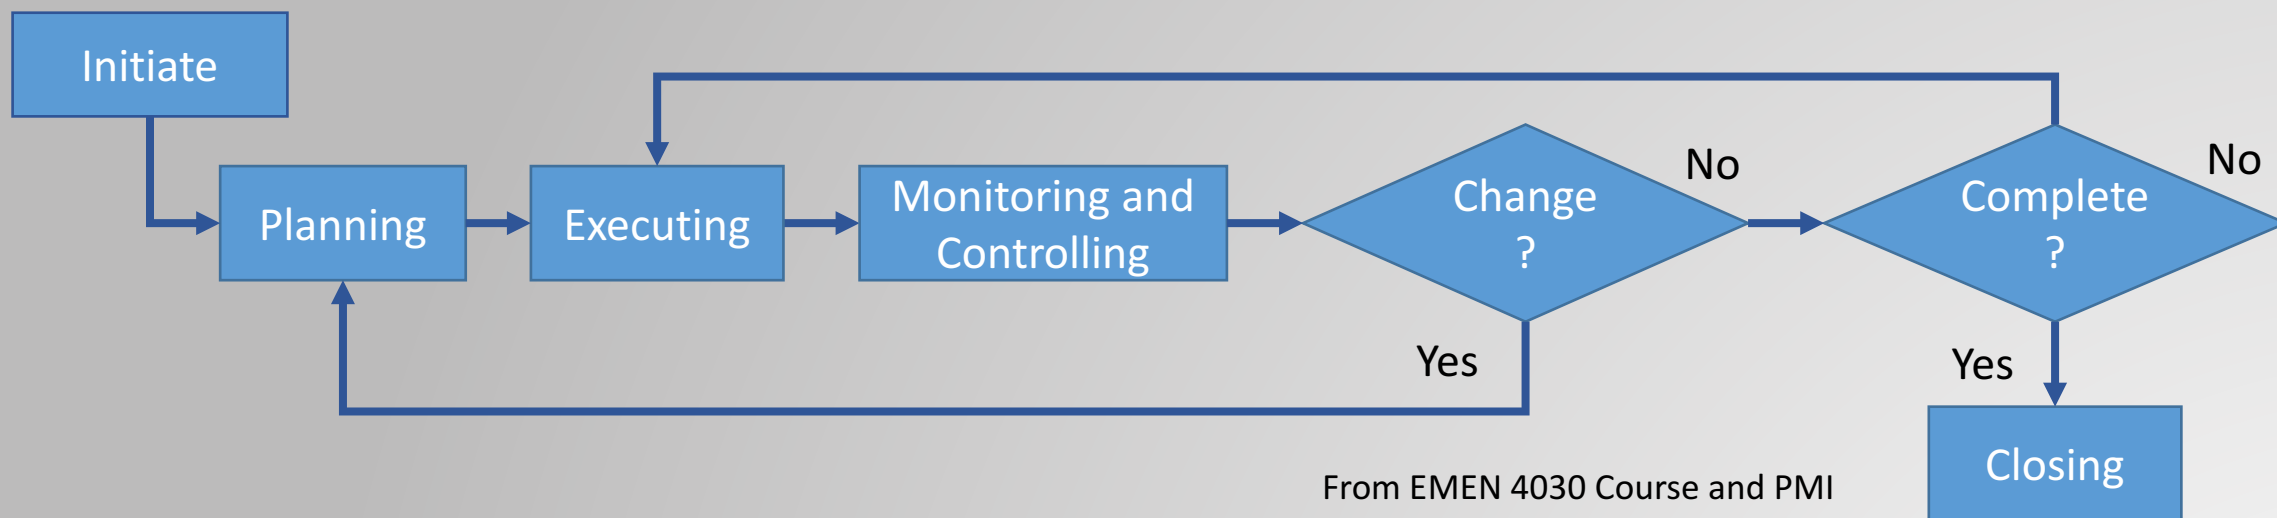 Initiate
Planning
Executing
Monitoring and
Controlling
Change
?
No
Yes
Complete
?
No
Yes
Closing
From EMEN 4030 Course and PMI